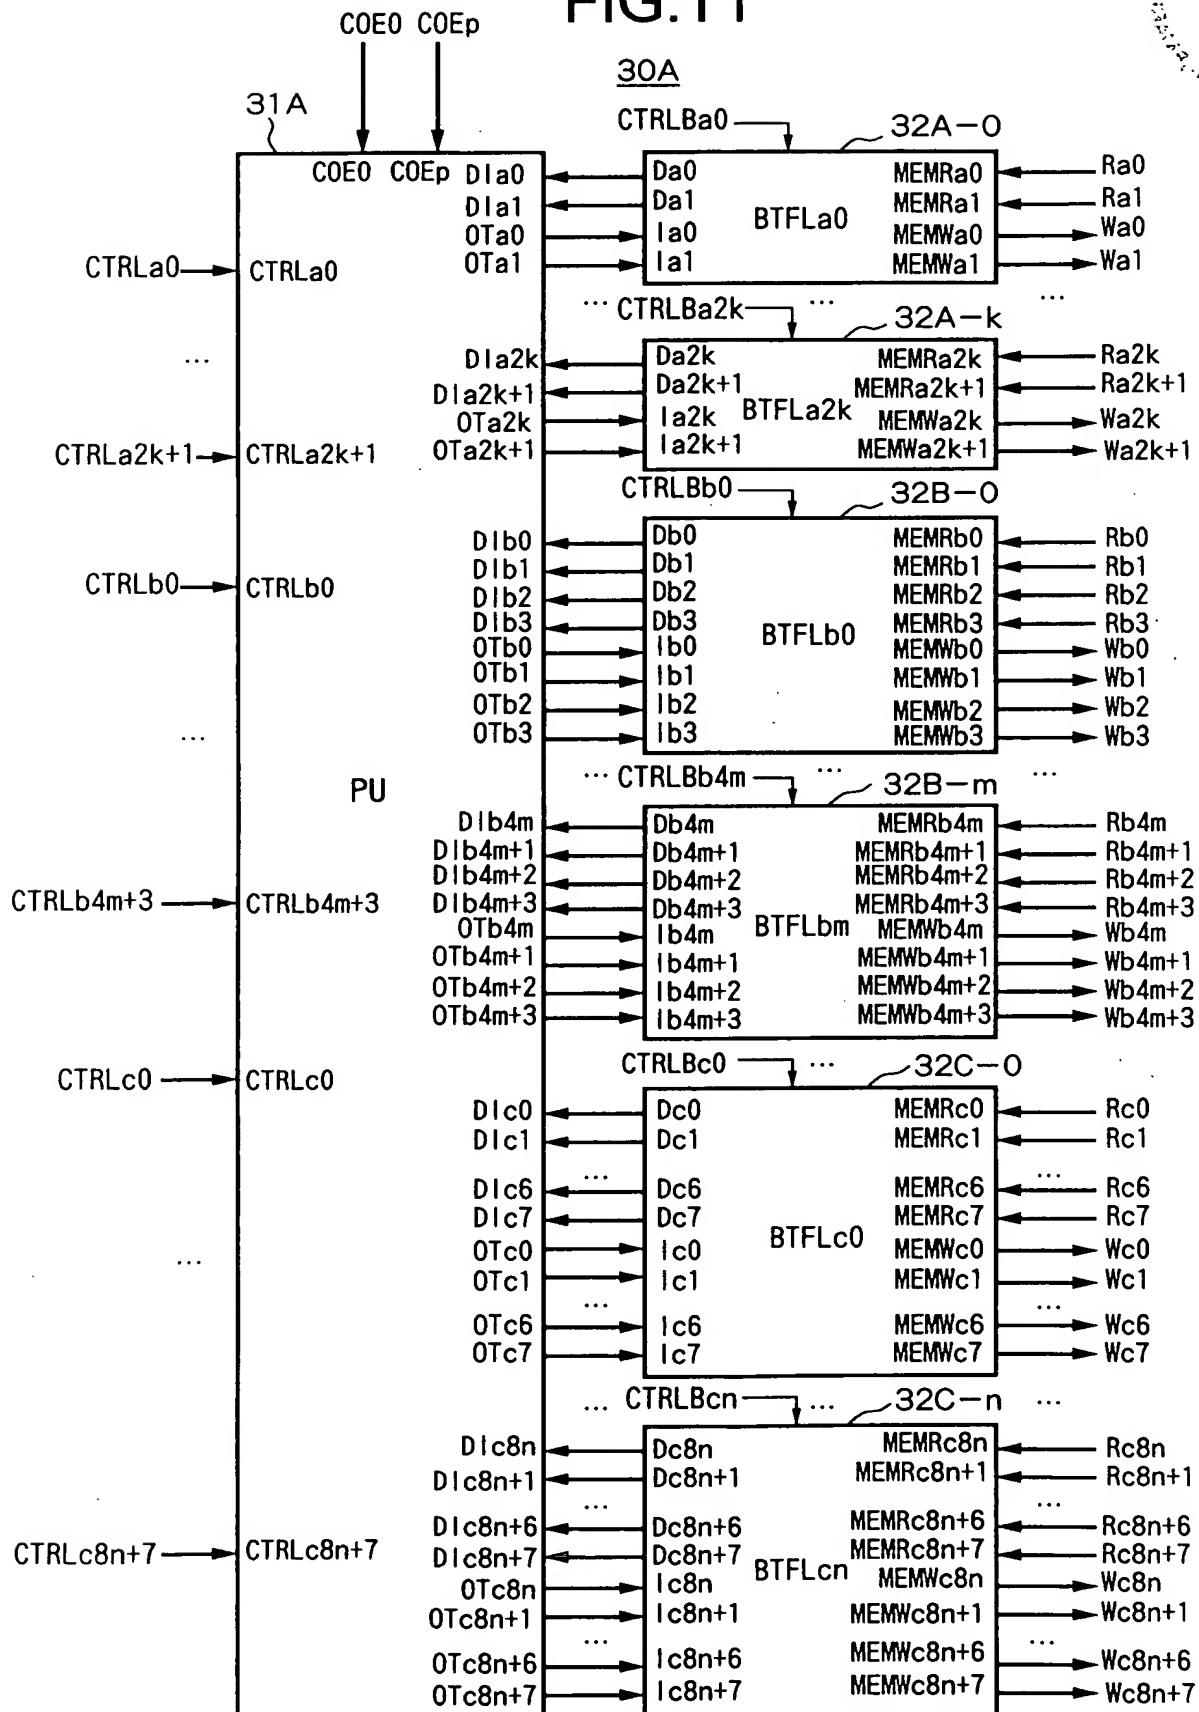 FIG.11
COE0 COEp
30A
31A
CTRLBa0
32A-0
COE0 COEp DIa0
Da0
MEMRa0
Ra0
DIa1
Da1
BTFLa0
MEMRa1
Ra1
OTa0
Ia0
MEMWa0
Wa0
CTRLa0
CTRLa0
OTa1
Ia1
MEMWa1
Wa1
...
CTRLBa2k
...
...
32A-k
...
DIa2k
Da2k
MEMRa2k
Ra2k
DIa2k+1
Da2k+1
MEMRa2k+1
Ra2k+1
OTa2k
Ia2k
BTFLa2k
MEMWa2k
Wa2k
CTRLa2k+1
CTRLa2k+1
OTa2k+1
Ia2k+1
MEMWa2k+1
Wa2k+1
CTRLBb0
32B-0
DIb0
Db0
MEMRb0
Rb0
DIb1
Db1
MEMRb1
Rb1
CTRLb0
CTRLb0
DIb2
Db2
MEMRb2
Rb2
DIb3
Db3
BTFLb0
MEMRb3
Rb3
OTb0
Ib0
MEMWb0
Wb0
OTb1
Ib1
MEMWb1
Wb1
OTb2
Ib2
MEMWb2
Wb2
...
OTb3
Ib3
MEMWb3
Wb3
...
CTRLBb4m
...
...
32B-m
PU
DIb4m
Db4m
MEMRb4m
Rb4m
DIb4m+1
Db4m+1
MEMRb4m+1
Rb4m+1
DIb4m+2
Db4m+2
MEMRb4m+2
Rb4m+2
CTRLb4m+3
CTRLb4m+3
DIb4m+3
Db4m+3
MEMRb4m+3
Rb4m+3
OTb4m
Ib4m
BTFLbm
MEMWb4m
Wb4m
OTb4m+1
Ib4m+1
MEMWb4m+1
Wb4m+1
OTb4m+2
Ib4m+2
MEMWb4m+2
Wb4m+2
OTb4m+3
Ib4m+3
MEMWb4m+3
Wb4m+3
CTRLBc0
...
32C-0
CTRLc0
CTRLc0
DIc0
Dc0
MEMRc0
Rc0
DIc1
Dc1
MEMRc1
Rc1
...
...
DIc6
Dc6
MEMRc6
Rc6
DIc7
Dc7
MEMRc7
Rc7
OTc0
Ic0
BTFLc0
MEMWc0
Wc0
...
OTc1
Ic1
MEMWc1
Wc1
...
...
OTc6
Ic6
MEMWc6
Wc6
OTc7
Ic7
MEMWc7
Wc7
...
CTRLBcn
...
32C-n
...
DIc8n
Dc8n
MEMRc8n
Rc8n
DIc8n+1
Dc8n+1
MEMRc8n+1
Rc8n+1
...
...
DIc8n+6
Dc8n+6
MEMRc8n+6
Rc8n+6
CTRLc8n+7
CTRLc8n+7
DIc8n+7
Dc8n+7
MEMRc8n+7
Rc8n+7
OTc8n
Ic8n
BTFLcn
MEMWc8n
Wc8n
OTc8n+1
Ic8n+1
MEMWc8n+1
Wc8n+1
...
...
OTc8n+6
Ic8n+6
MEMWc8n+6
Wc8n+6
OTc8n+7
Ic8n+7
MEMWc8n+7
Wc8n+7